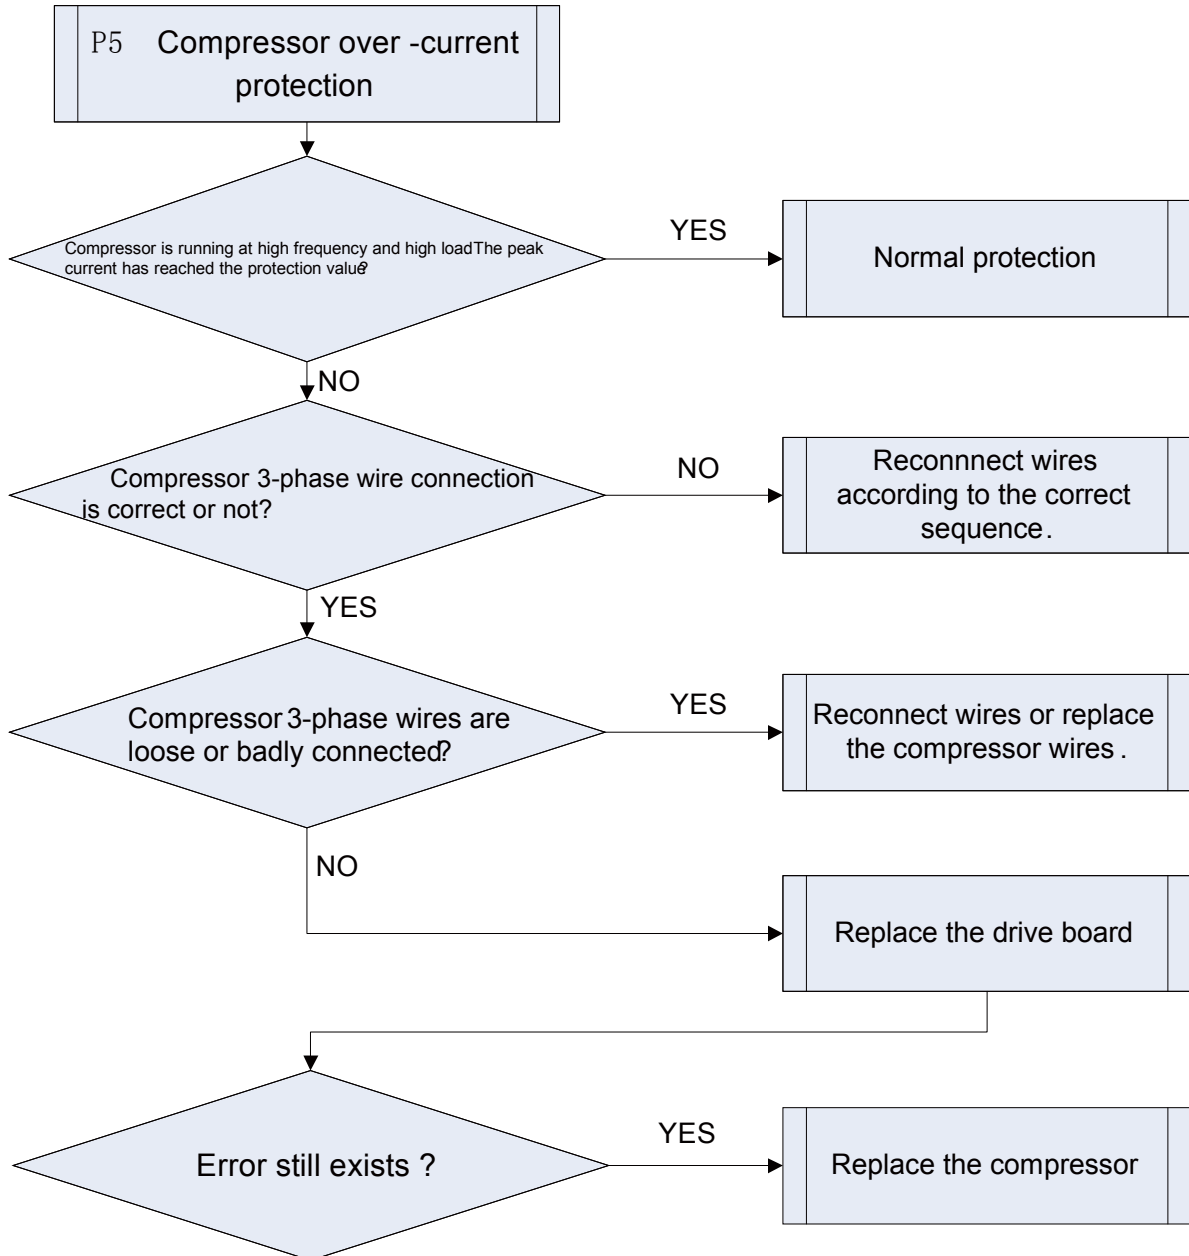 P5 Compressor over -current
protection
Compressor is running at high frequency and high load The peak
current has reached the protection value?
YES
Normal protection
NO
Compressor 3-phase wire connection
is correct or not?
NO
Reconnnect wires
according to the correct
sequence.
YES
Compressor 3-phase wires are
loose or badly connected?
YES
Reconnect wires or replace
the compressor wires .
NO
Replace the drive board
Error still exists ?
YES
Replace the compressor